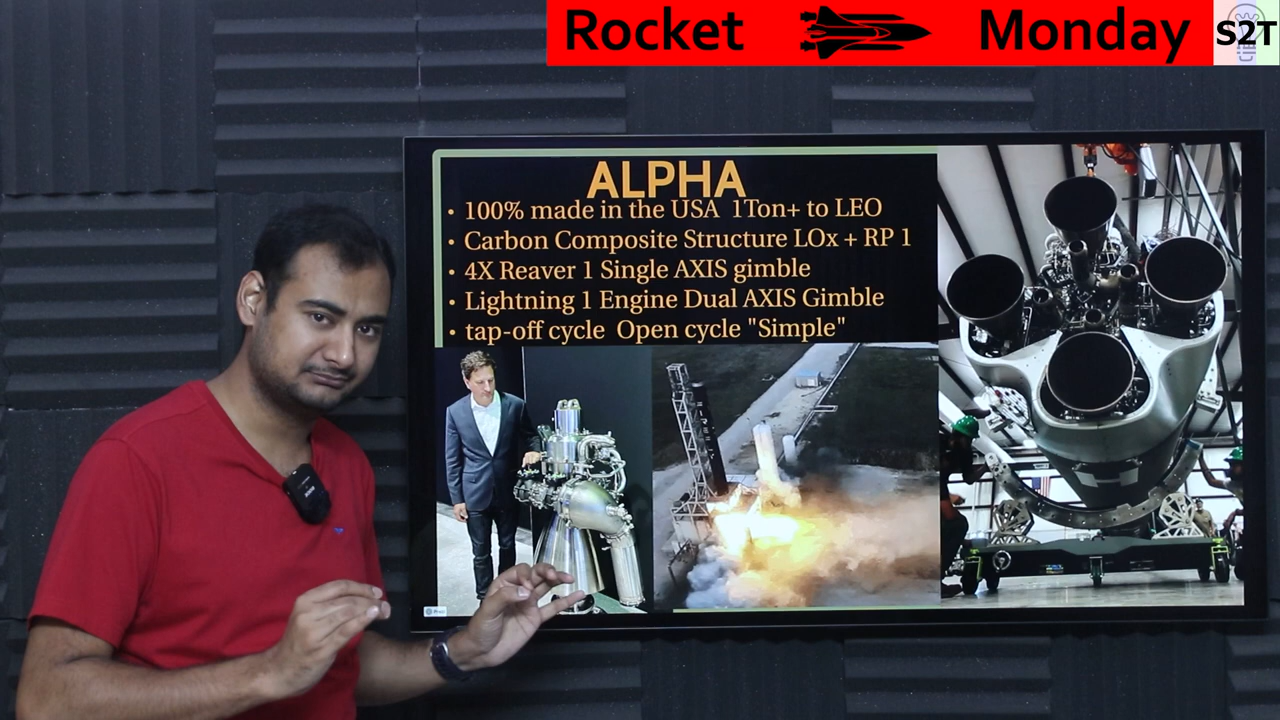 Rocket Monday S2T
ALPHA
• 100% made in the USA 1Ton+ to LEO
• Carbon Composite Structure LOx + RP 1
• 4X Reaver 1 Single AXIS gimble
• Lightning 1 Engine Dual AXIS Gimble
• tap-off cycle Open cycle "Simple"